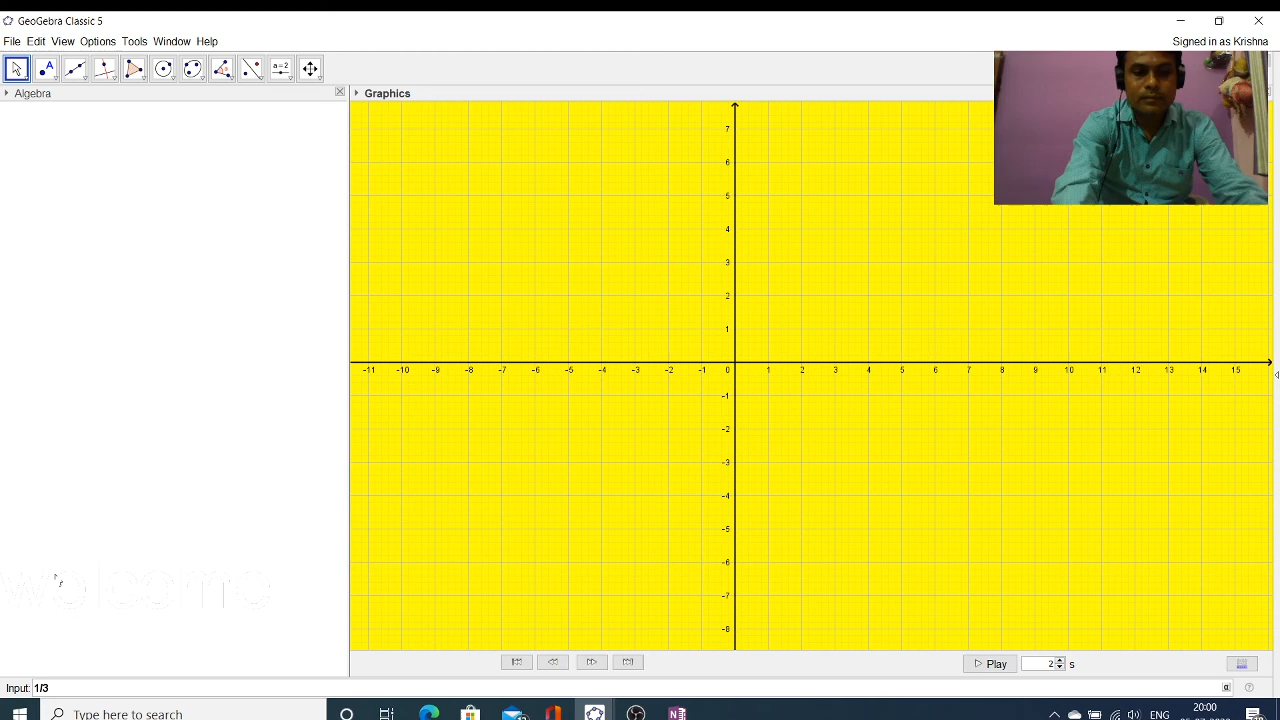 GeoGebra Classic 5
File Edit View Options Tools Window Help
Signed in as Krishna
A
a=2
Algebra
Graphics
7
6
5
4
3
2
1
-11 -10 -9 -8 -7 -6 -5 -4 -3 -2 -1 0 1 2 3 4 5 6 7 8 9 10 11 12 13 14 15
-1
-2
-3
-4
-5
-6
-7
-8
welcome
Play 2 s
Input: 1/3
α
Type here to search
ENG
20:00